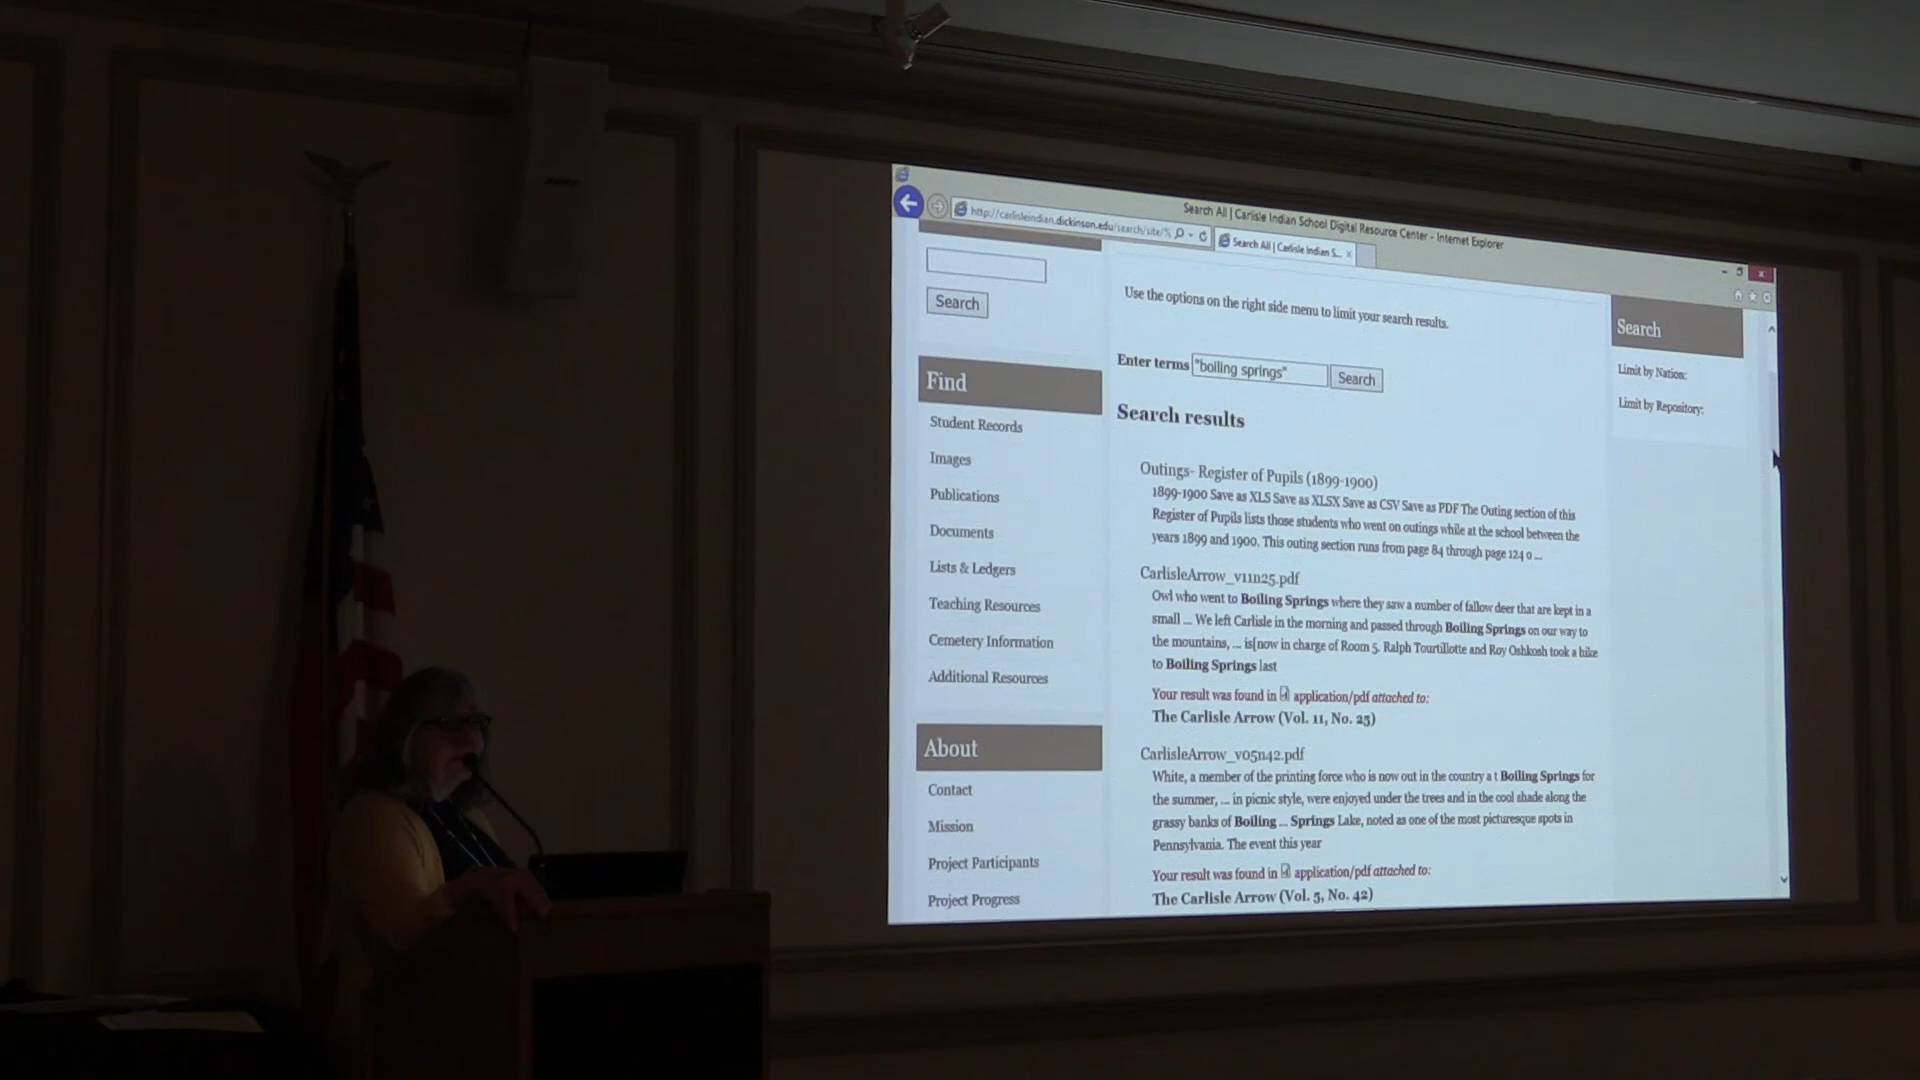 Search All | Carlisle Indian School Digital Resource Center - Internet Explorer
http://carlisleindian.dickinson.edu/search/site/%
Search All | Carlisle Indian S...
Search
Use the options on the right side menu to limit your search results.
Enter terms "boiling springs" Search
Search results
Outings- Register of Pupils (1899-1900)
1899-1900 Save as XLS Save as XLSX Save as CSV Save as PDF The Outing section of this
Register of Pupils lists those students who went on outings while at the school between the
years 1899 and 1900. This outing section runs from page 84 through page 124 o ...
CarlisleArrow_v11n25.pdf
Owl who went to Boiling Springs where they saw a number of fallow deer that are kept in a
small ... We left Carlisle in the morning and passed through Boiling Springs on our way to
the mountains, ... is[now in charge of Room 5. Ralph Tourtillotte and Roy Oshkosh took a hike
to Boiling Springs last
Your result was found in application/pdf attached to:
The Carlisle Arrow (Vol. 11, No. 25)
CarlisleArrow_v05n42.pdf
White, a member of the printing force who is now out in the country a t Boiling Springs for
the summer, ... in picnic style, were enjoyed under the trees and in the cool shade along the
grassy banks of Boiling ... Springs Lake, noted as one of the most picturesque spots in
Pennsylvania. The event this year
Your result was found in application/pdf attached to:
The Carlisle Arrow (Vol. 5, No. 42)
Find
Student Records
Images
Publications
Documents
Lists & Ledgers
Teaching Resources
Cemetery Information
Additional Resources
About
Contact
Mission
Project Participants
Project Progress
Search
Limit by Nation:
Limit by Repository: